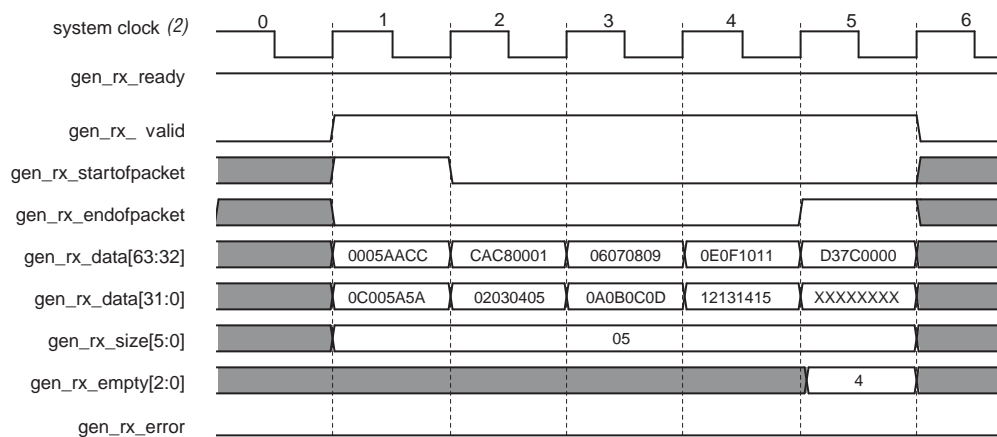 0 1 2 3 4 5 6
system clock (2)
gen_rx_ready
gen_rx_ valid
gen_rx_startofpacket
gen_rx_endofpacket
gen_rx_data[63:32] 0005AACC CAC80001 06070809 0E0F1011 D37C0000
gen_rx_data[31:0] 0C005A5A 02030405 0A0B0C0D 12131415 XXXXXXXX
gen_rx_size[5:0] 05
gen_rx_empty[2:0] 4
gen_rx_error